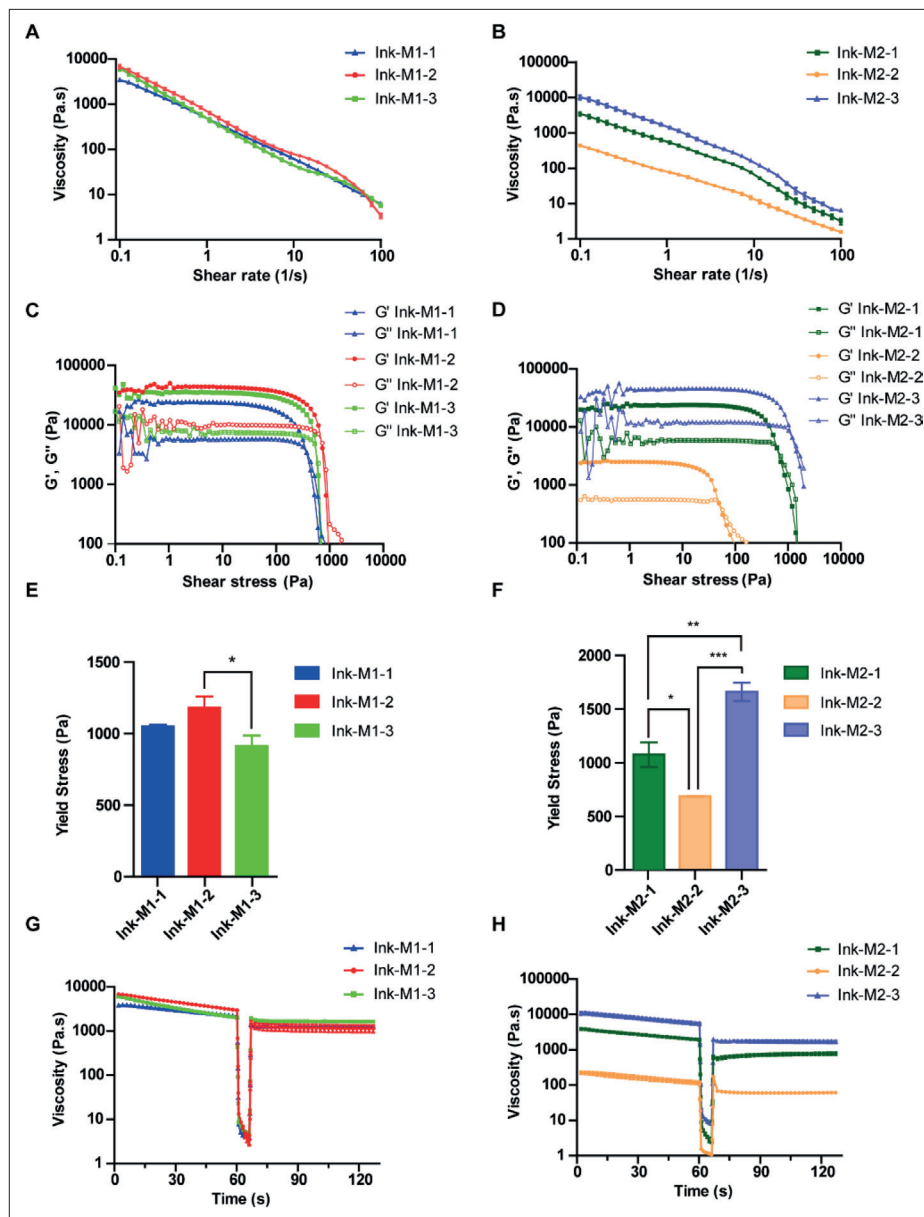 A
Ink-M1-1
Ink-M1-2
Ink-M1-3
Viscosity (Pa.s)
10000
1000
100
10
1
0.1
1
10
100
Shear rate (1/s)
B
Ink-M2-1
Ink-M2-2
Ink-M2-3
Viscosity (Pa.s)
100000
10000
1000
100
10
1
0.1
1
10
100
Shear rate (1/s)
C
G' Ink-M1-1
G'' Ink-M1-1
G' Ink-M1-2
G'' Ink-M1-2
G' Ink-M1-3
G'' Ink-M1-3
G', G'' (Pa)
100000
10000
1000
100
0.1
1
10
100
1000
10000
Shear stress (Pa)
D
G' Ink-M2-1
G'' Ink-M2-1
G' Ink-M2-2
G'' Ink-M2-2
G' Ink-M2-3
G'' Ink-M2-3
G', G'' (Pa)
100000
10000
1000
100
0.1
1
10
100
1000
10000
Shear stress (Pa)
E
Ink-M1-1
Ink-M1-2
Ink-M1-3
Yield Stress (Pa)
1500
1000
500
0
*
Ink-M1-1
Ink-M1-2
Ink-M1-3
F
Ink-M2-1
Ink-M2-2
Ink-M2-3
Yield Stress (Pa)
2000
1500
1000
500
0
**
***
*
Ink-M2-1
Ink-M2-2
Ink-M2-3
G
Ink-M1-1
Ink-M1-2
Ink-M1-3
Viscosity (Pa.s)
10000
1000
100
10
1
0
30
60
90
120
Time (s)
H
Ink-M2-1
Ink-M2-2
Ink-M2-3
Viscosity (Pa.s)
100000
10000
1000
100
10
1
0
30
60
90
120
Time (s)